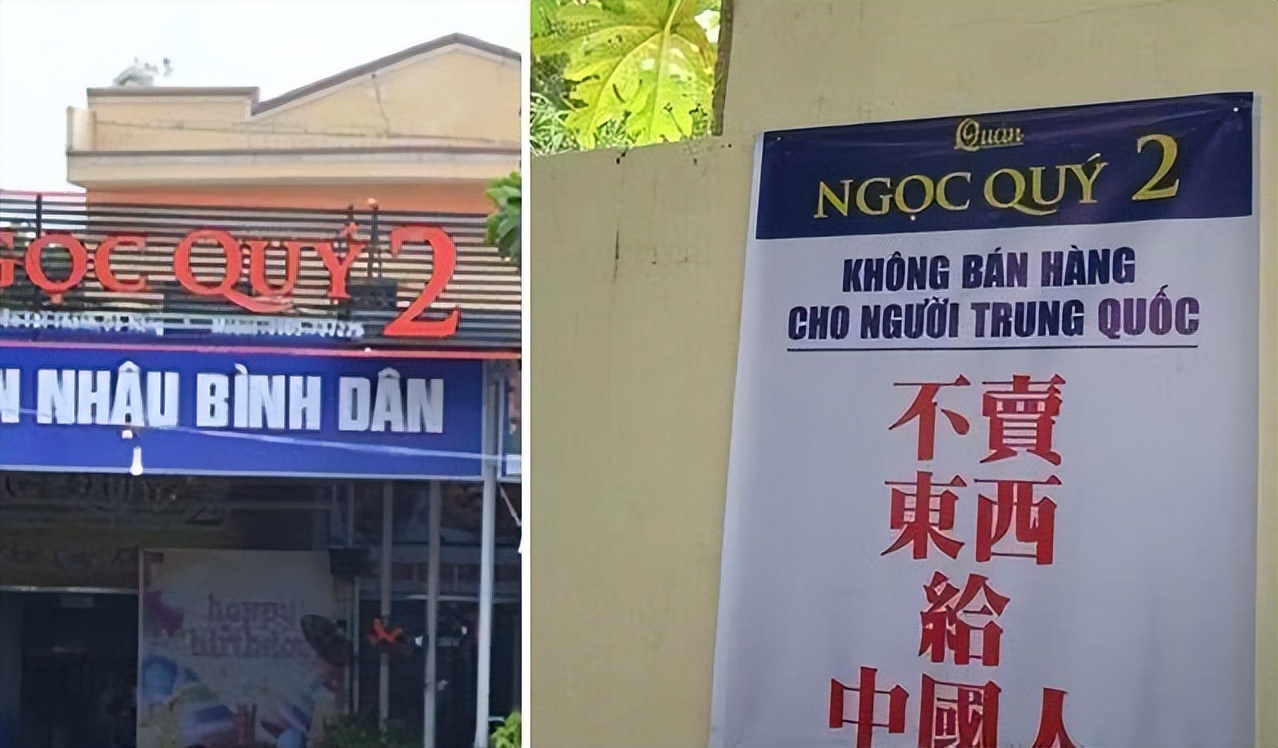 GỌC QUÝ 2
N NHẬU BÌNH DÂN
happy
birthday
Quán
NGỌC QUÝ 2
KHÔNG BÁN HÀNG
CHO NGƯỜI TRUNG QUỐC
不賣
東西
給
中國人